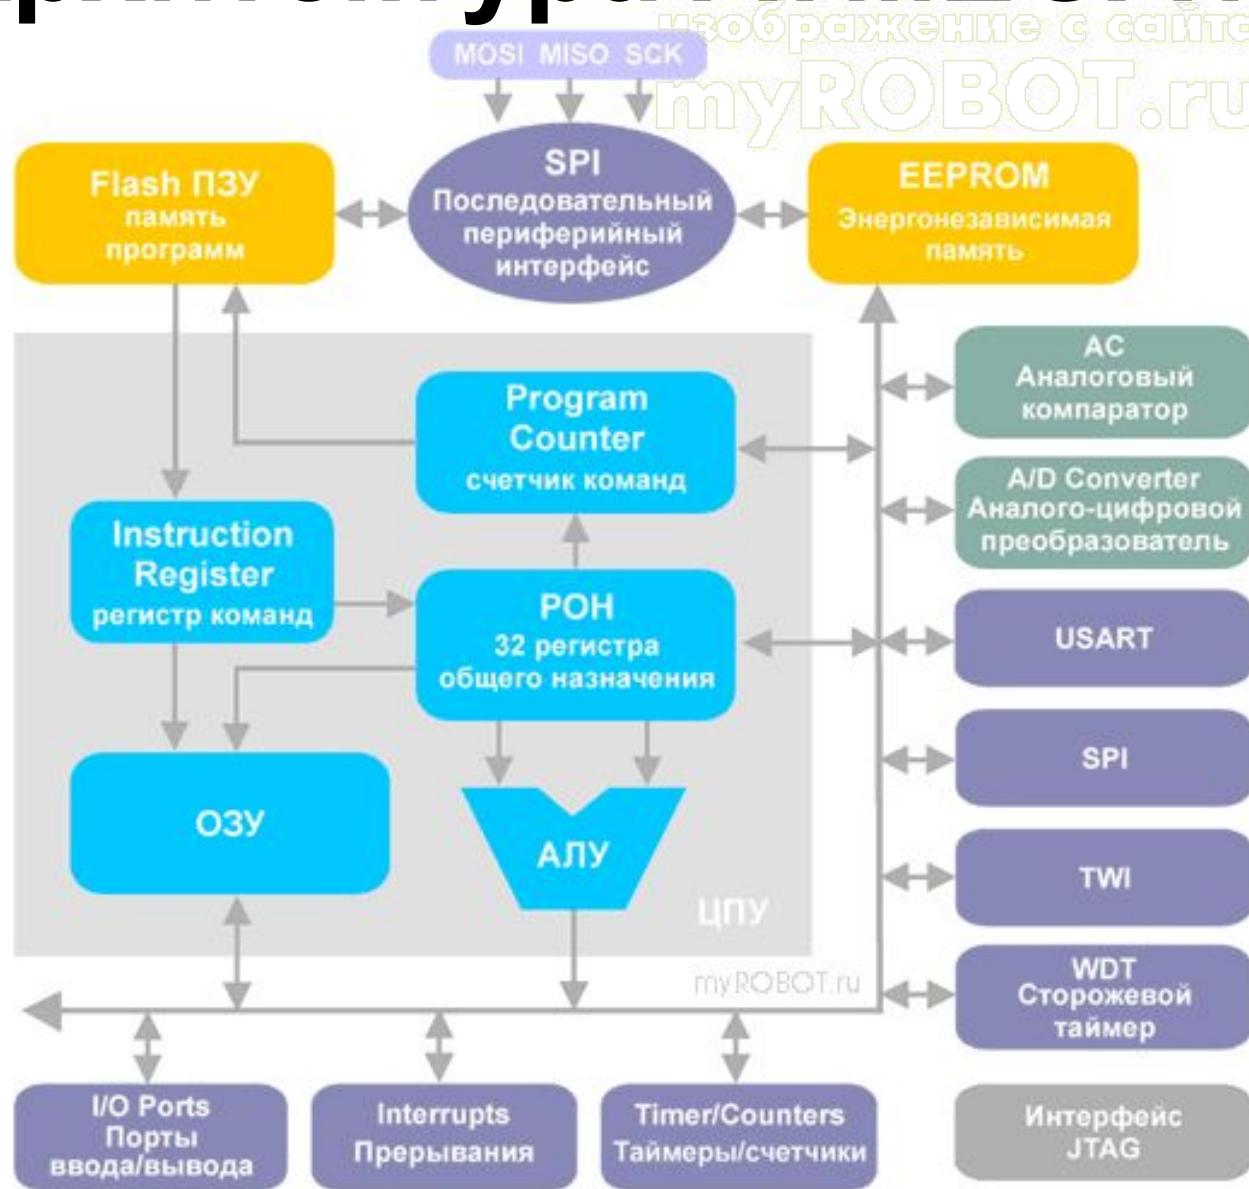 изображение с сайта
myROBOT.ru
MOSI MISO SCK
Flash ПЗУ
память
программ
SPI
Последовательный
периферийный
интерфейс
EEPROM
Энергонезависимая
память
AC
Аналоговый
компаратор
Program
Counter
счетчик команд
A/D Converter
Аналого-цифровой
преобразователь
Instruction
Register
регистр команд
РОН
32 регистра
общего назначения
USART
SPI
ОЗУ
АЛУ
TWI
ЦПУ
myROBOT.ru
WDT
Сторожевой
таймер
I/O Ports
Порты
ввода/вывода
Interrupts
Прерывания
Timer/Counters
Таймеры/счетчики
Интерфейс
JTAG